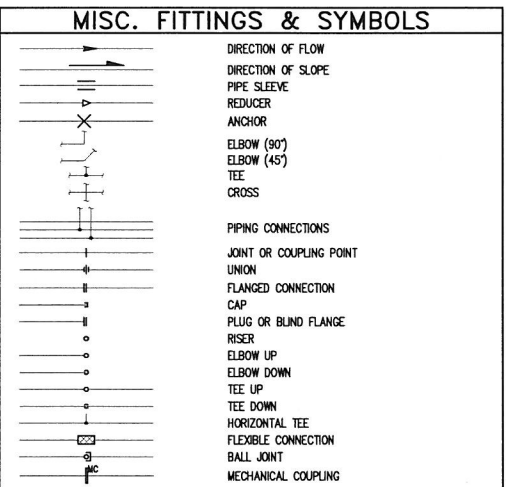 MISC. FITTINGS & SYMBOLS
DIRECTION OF FLOW
DIRECTION OF SLOPE
PIPE SLEEVE
REDUCER
ANCHOR
ELBOW (90°)
ELBOW (45°)
TEE
CROSS
PIPING CONNECTIONS
JOINT OR COUPLING POINT
UNION
FLANGED CONNECTION
CAP
PLUG OR BLIND FLANGE
RISER
ELBOW UP
ELBOW DOWN
TEE UP
TEE DOWN
HORIZONTAL TEE
FLEXIBLE CONNECTION
BALL JOINT
MC MECHANICAL COUPLING